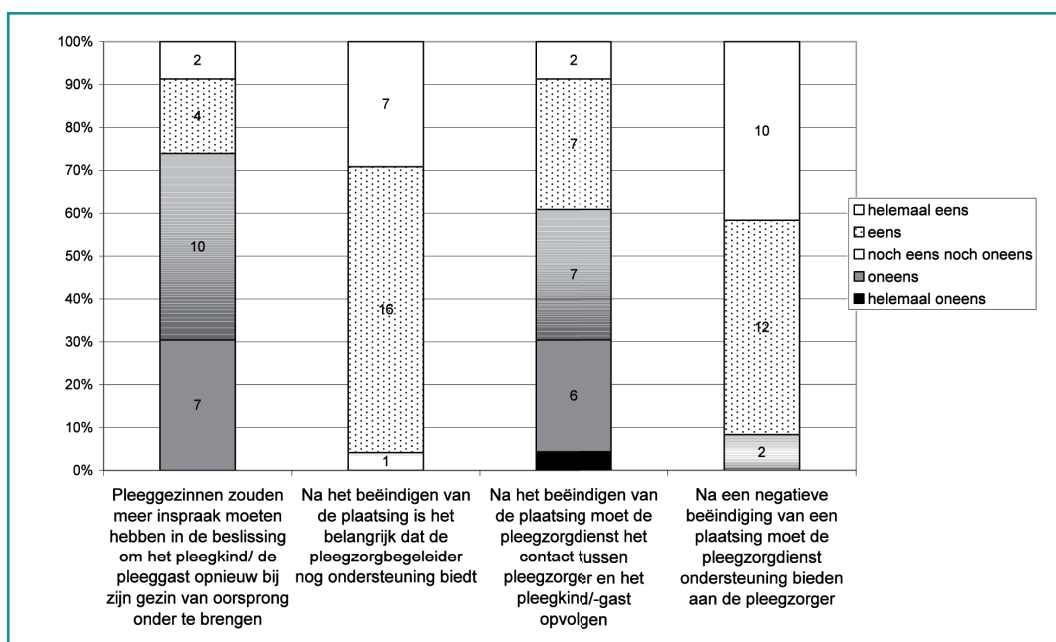 100%
90%
80%
70%
60%
50%
40%
30%
20%
10%
0%
2
4
10
7
7
16
1
2
7
7
6
10
12
2
helemaal eens
eens
noch eens noch oneens
oneens
helemaal oneens
Pleeggezinnen zouden
meer inspraak moeten
hebben in de beslissing
om het pleegkind/ de
pleeggast opnieuw bij
zijn gezin van oorsprong
onder te brengen
Na het beëindigen van
de plaatsing is het
belangrijk dat de
pleegzorgbegeleider
nog ondersteuning biedt
Na het beëindigen van
de plaatsing moet de
pleegzorgdienst het
contact tussen
pleegzorger en het
pleegkind/-gast
opvolgen
Na een negatieve
beëindiging van een
plaatsing moet de
pleegzorgdienst
ondersteuning bieden
aan de pleegzorger